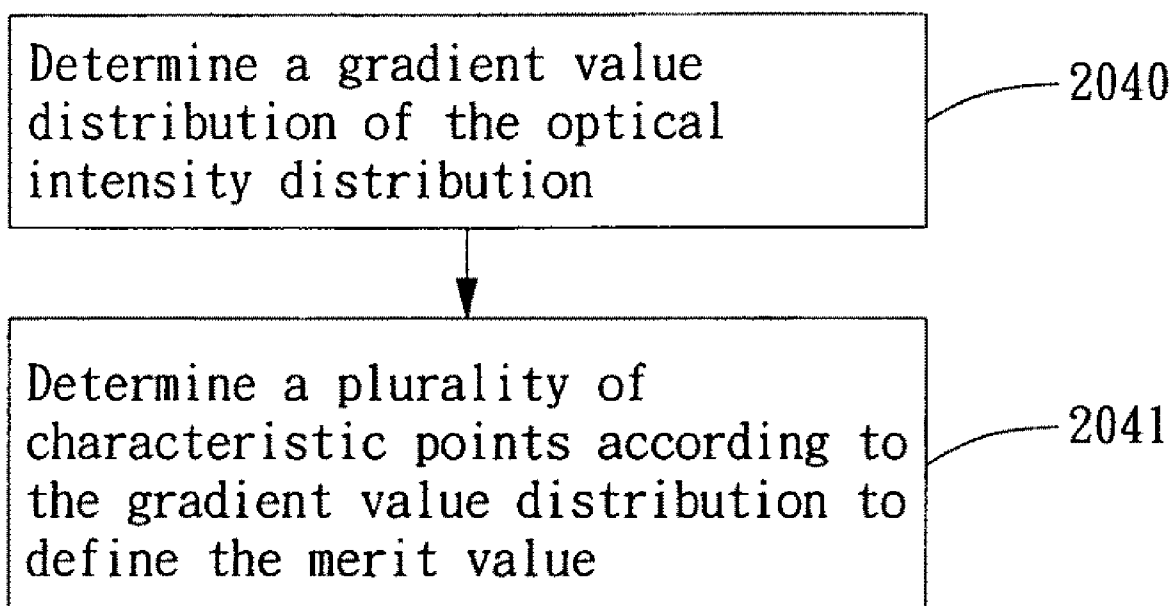 Determine a gradient value
distribution of the optical
intensity distribution
2040
Determine a plurality of
characteristic points according to
the gradient value distribution to
define the merit value
2041